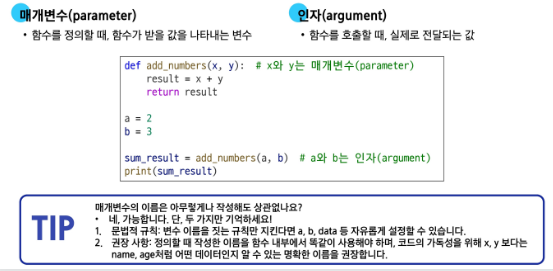 매개변수(parameter)
• 함수를 정의할 때, 함수가 받을 값을 나타내는 변수
인자(argument)
• 함수를 호출할 때, 실제로 전달되는 값
def add_numbers(x, y):  # x와 y는 매개변수(parameter)
    result = x + y
    return result
a = 2
b = 3
sum_result = add_numbers(a, b)  # a와 b는 인자(argument)
print(sum_result)
TIP
매개변수의 이름은 아무렇게나 작성해도 상관없나요?
• 네, 가능합니다. 단, 두 가지만 기억하세요!
1. 문법적 규칙: 변수 이름을 짓는 규칙만 지킨다면 a, b, data 등 자유롭게 설정할 수 있습니다.
2. 권장 사항: 정의할 때 작성한 이름을 함수 내부에서 똑같이 사용해야 하며, 코드의 가독성을 위해 x, y 보다는
name, age처럼 어떤 데이터인지 알 수 있는 명확한 이름을 권장합니다.